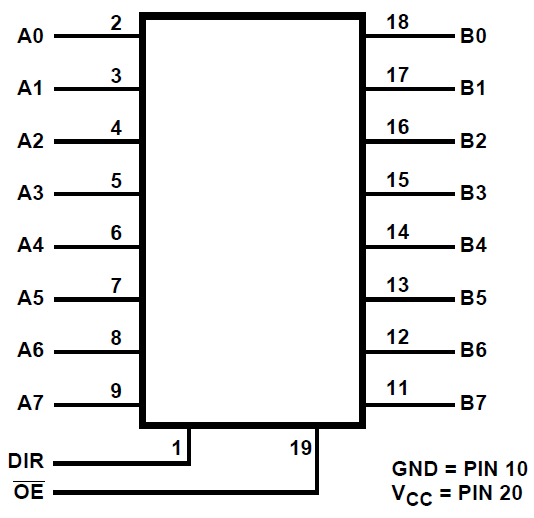 A0 2 18 B0
A1 3 17 B1
A2 4 16 B2
A3 5 15 B3
A4 6 14 B4
A5 7 13 B5
A6 8 12 B6
A7 9 11 B7
DIR 1 19
O̅E̅
GND = PIN 10
VCC = PIN 20